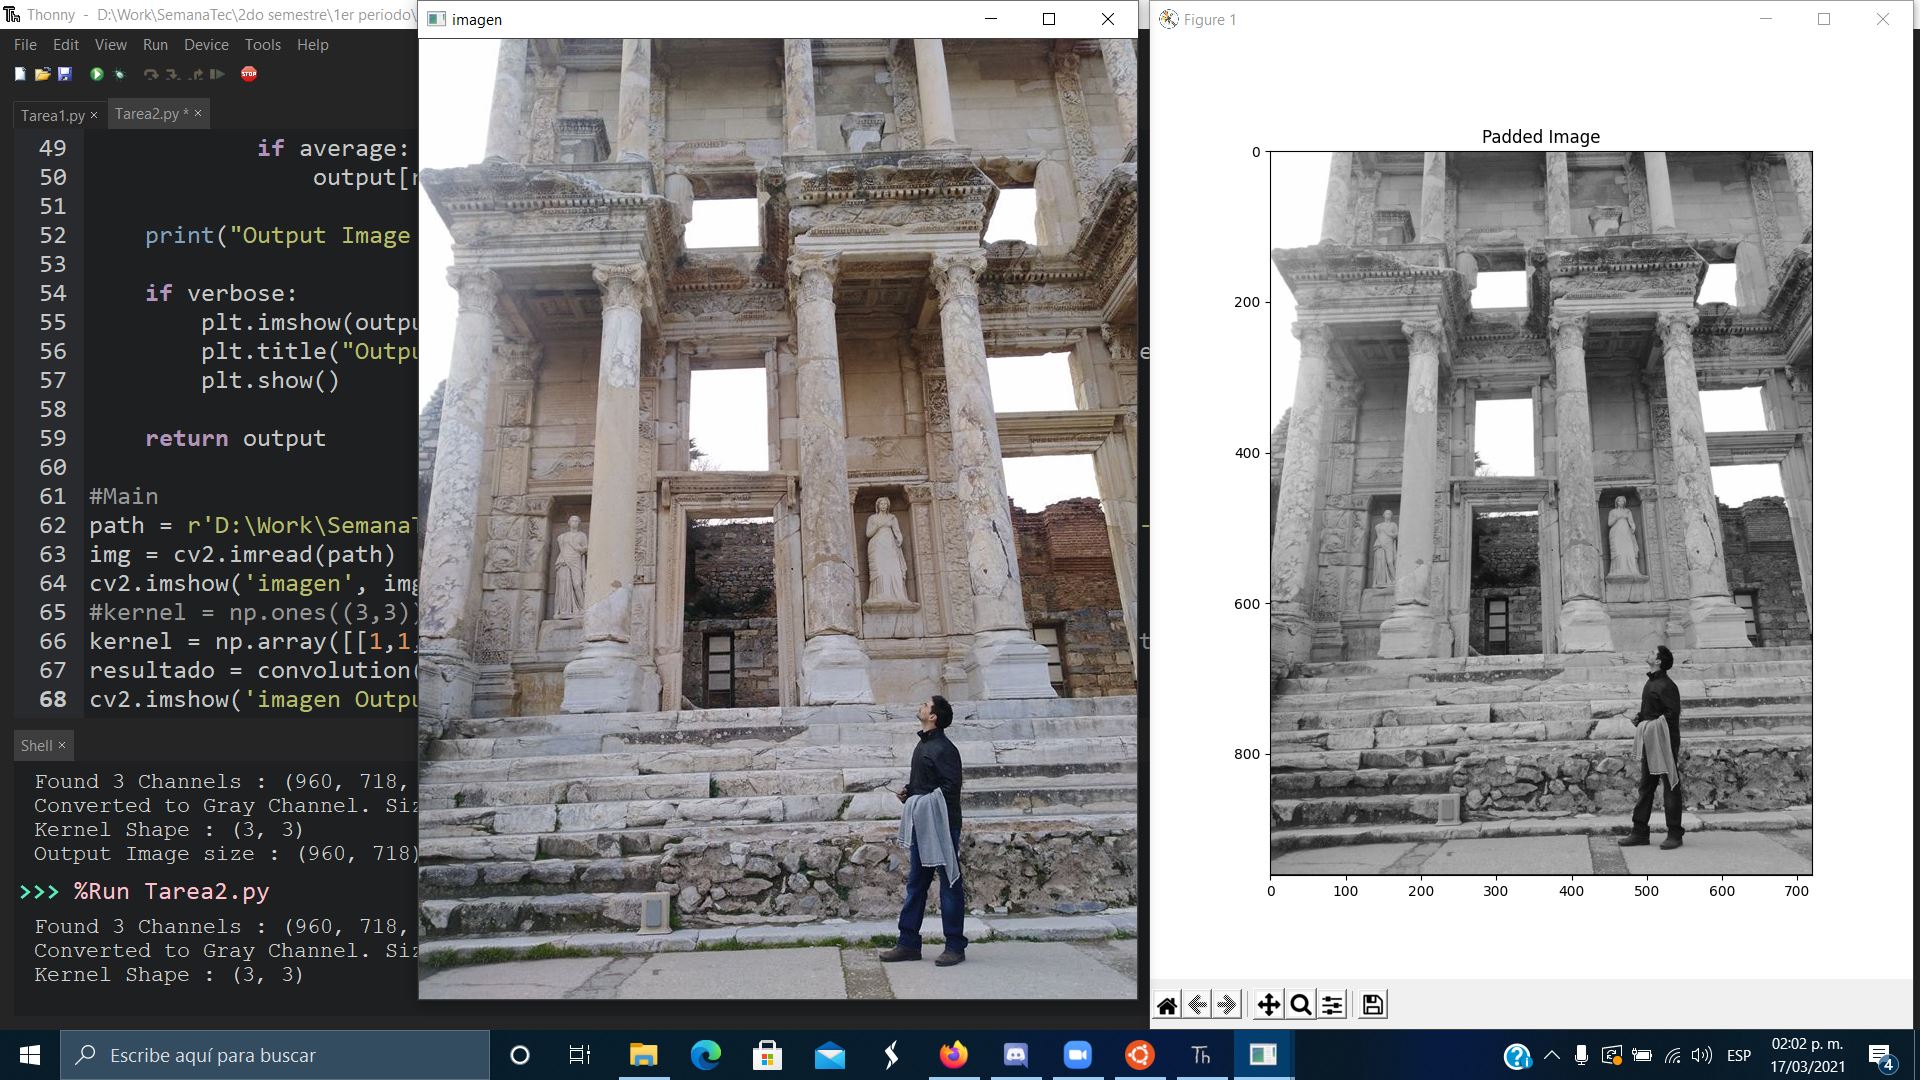 Thonny - D:\Work\SemanaTec\2do semestre\1er periodo\
File Edit View Run Device Tools Help
Tarea1.py ×
Tarea2.py * ×
49 if average:
50 output[r
51
52 print("Output Image
53
54 if verbose:
55 plt.imshow(outpu
56 plt.title("Outpu
57 plt.show()
58
59 return output
60
61 #Main
62 path = r'D:\Work\SemanaT
63 img = cv2.imread(path)
64 cv2.imshow('imagen', img
65 #kernel = np.ones((3,3))
66 kernel = np.array([[1,1,
67 resultado = convolution(
68 cv2.imshow('imagen Outpu
Shell ×
Found 3 Channels : (960, 718,
Converted to Gray Channel. Siz
Kernel Shape : (3, 3)
Output Image size : (960, 718)
>>> %Run Tarea2.py
Found 3 Channels : (960, 718,
Converted to Gray Channel. Siz
Kernel Shape : (3, 3)
imagen
Figure 1
Padded Image
0
200
400
600
800
0 100 200 300 400 500 600 700
Escribe aquí para buscar
ESP
02:02 p. m.
17/03/2021
4